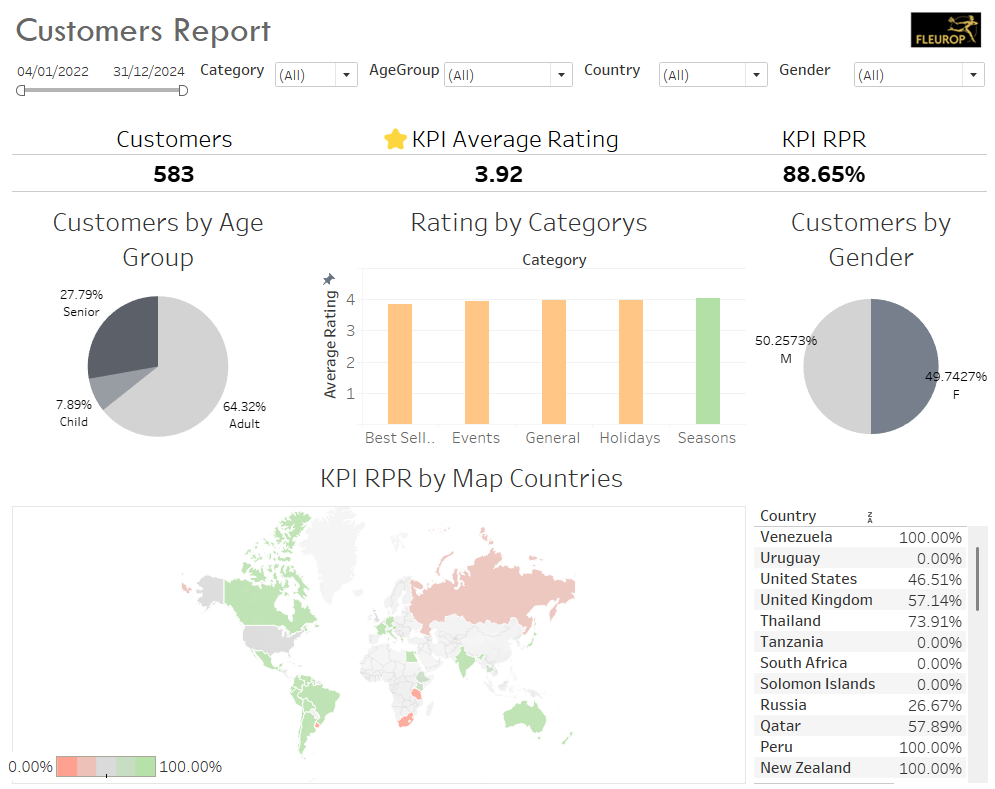 Customers Report
FLEUROP
04/01/2022 31/12/2024
Category (All)
AgeGroup (All)
Country (All)
Gender (All)
Customers
583
KPI Average Rating
3.92
KPI RPR
88.65%
Customers by Age
Group
27.79%
Senior
7.89%
Child
64.32%
Adult
Rating by Categorys
Category
Average Rating
4
3
2
1
Best Sell..
Events
General
Holidays
Seasons
Customers by
Gender
50.2573%
M
49.7427%
F
KPI RPR by Map Countries
0.00% 100.00%
Country Z A
Venezuela 100.00%
Uruguay 0.00%
United States 46.51%
United Kingdom 57.14%
Thailand 73.91%
Tanzania 0.00%
South Africa 0.00%
Solomon Islands 0.00%
Russia 26.67%
Qatar 57.89%
Peru 100.00%
New Zealand 100.00%